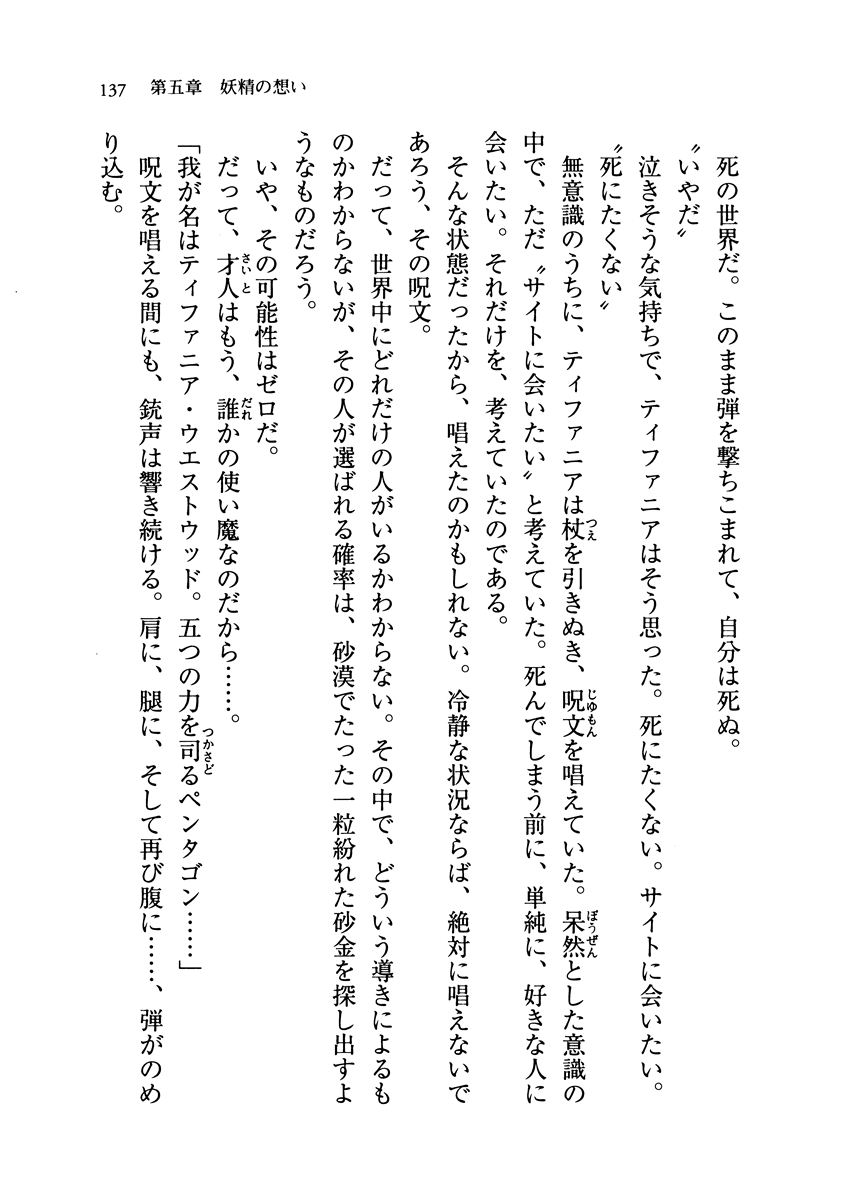 137　第五章　妖精の想い
　死の世界だ。このまま弾を撃ちこまれて、自分は死ぬ。
〝いやだ〟
　泣きそうな気持ちで、ティファニアはそう思った。死にたくない。サイトに会いたい。
〝死にたくない〟
　無意識のうちに、ティファニアは杖を引きぬき、呪文を唱えていた。呆然とした意識の
中で、ただ〝サイトに会いたい〟と考えていた。死んでしまう前に、単純に、好きな人に
会いたい。それだけを、考えていたのである。
　そんな状態だったから、唱えたのかもしれない。冷静な状況ならば、絶対に唱えないで
あろう、その呪文。
　だって、世界中にどれだけの人がいるかわからない。その中で、どういう導きによるも
のかわからないが、その人が選ばれる確率は、砂漠でたった一粒紛れた砂金を探し出すよ
うなものだろう。
　いや、その可能性はゼロだ。
　だって、才人はもう、誰かの使い魔なのだから……。
「我が名はティファニア・ウエストウッド。五つの力を司るペンタゴン……」
　呪文を唱える間にも、銃声は響き続ける。肩に、腿に、そして再び腹に……、弾がのめ
り込む。